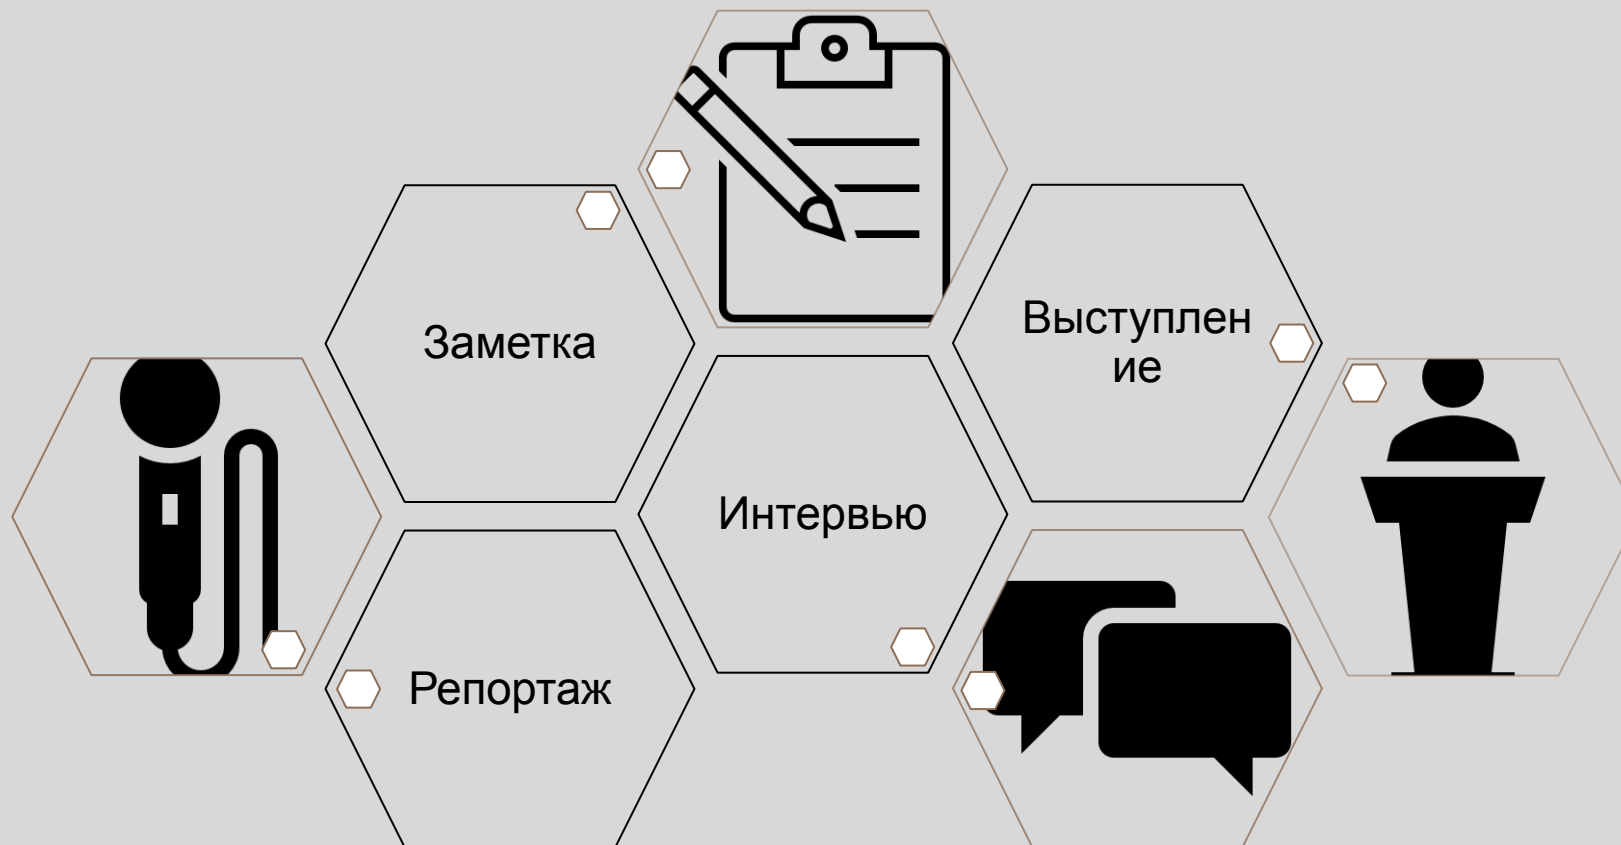 Заметка
Выступлен
ие
Интервью
Репортаж